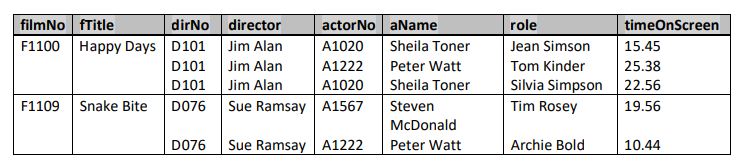 filmNo fTitle dirNo director actorNo aName role timeOnScreen
F1100 Happy Days D101 Jim Alan A1020 Sheila Toner Jean Simson 15.45
D101 Jim Alan A1222 Peter Watt Tom Kinder 25.38
D101 Jim Alan A1020 Sheila Toner Silvia Simpson 22.56
F1109 Snake Bite D076 Sue Ramsay A1567 Steven Tim Rosey 19.56
McDonald
D076 Sue Ramsay A1222 Peter Watt Archie Bold 10.44